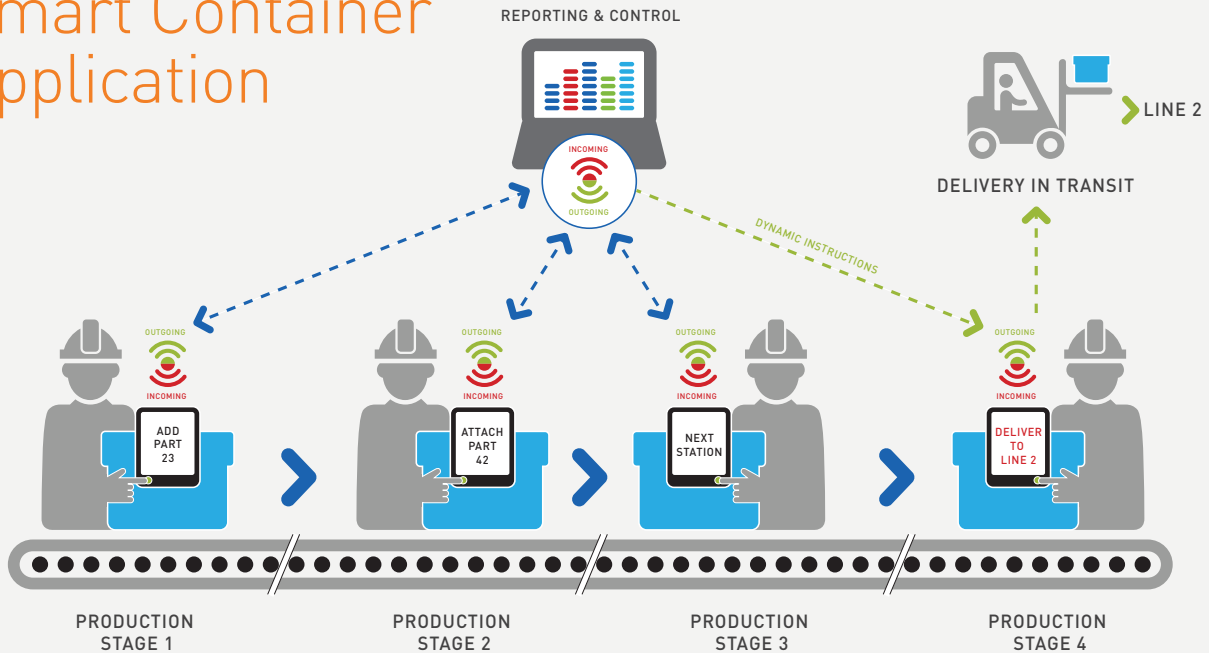 mart Container
pplication
REPORTING & CONTROL
INCOMING
OUTGOING
LINE 2
DELIVERY IN TRANSIT
DYNAMIC INSTRUCTIONS
OUTGOING
INCOMING
ADD
PART
23
OUTGOING
INCOMING
ATTACH
PART
42
OUTGOING
INCOMING
NEXT
STATION
OUTGOING
INCOMING
DELIVER
TO
LINE 2
PRODUCTION
STAGE 1
PRODUCTION
STAGE 2
PRODUCTION
STAGE 3
PRODUCTION
STAGE 4